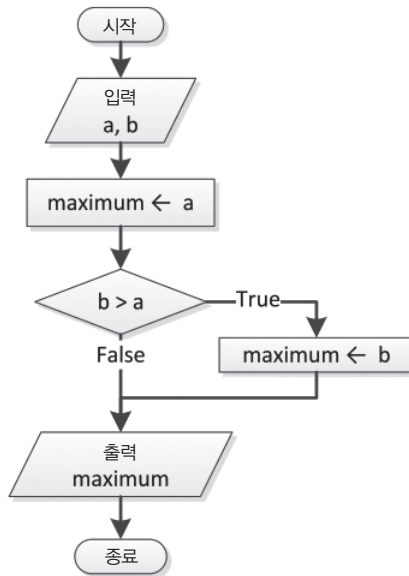 시작
입력
a, b
maximum ← a
b > a
True
False
maximum ← b
출력
maximum
종료